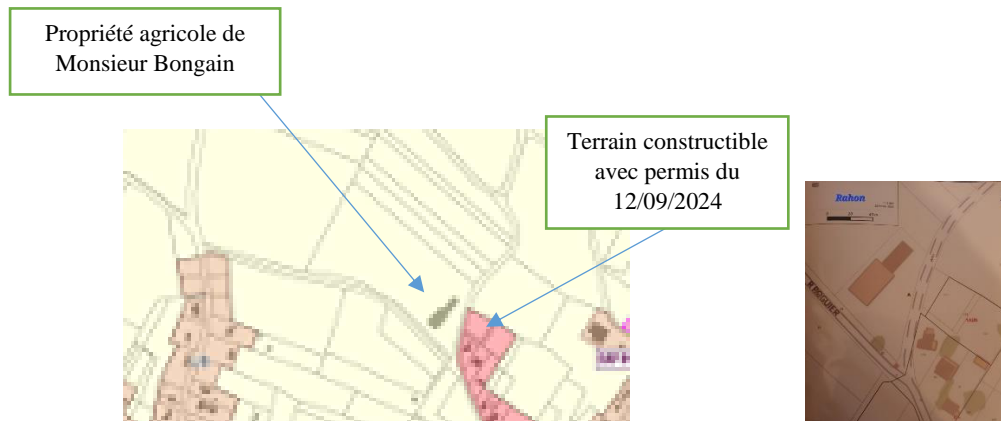 Propriété agricole de
Monsieur Bongain
Terrain constructible
avec permis du
12/09/2024
Rahon